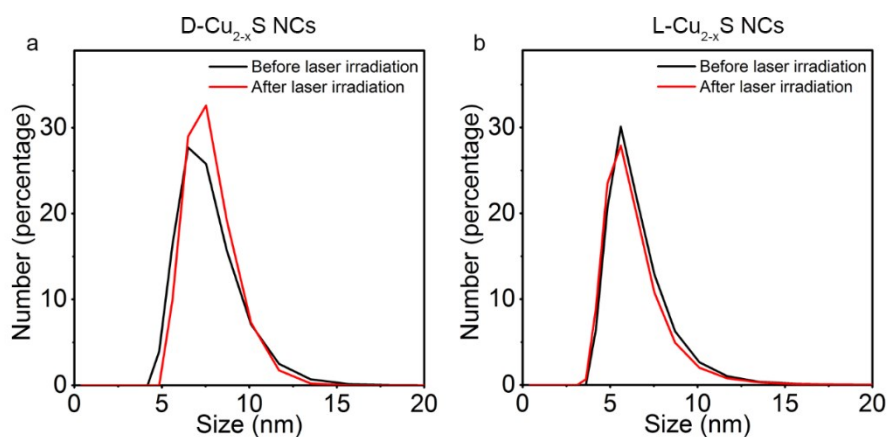 D-Cu2-xS NCs
a
Before laser irradiation
After laser irradiation
Number (percentage)
30
20
10
0
0 5 10 15 20
Size (nm)
L-Cu2-xS NCs
b
Before laser irradiation
After laser irradiation
Number (percentage)
40
30
20
10
0
0 5 10 15 20
Size (nm)